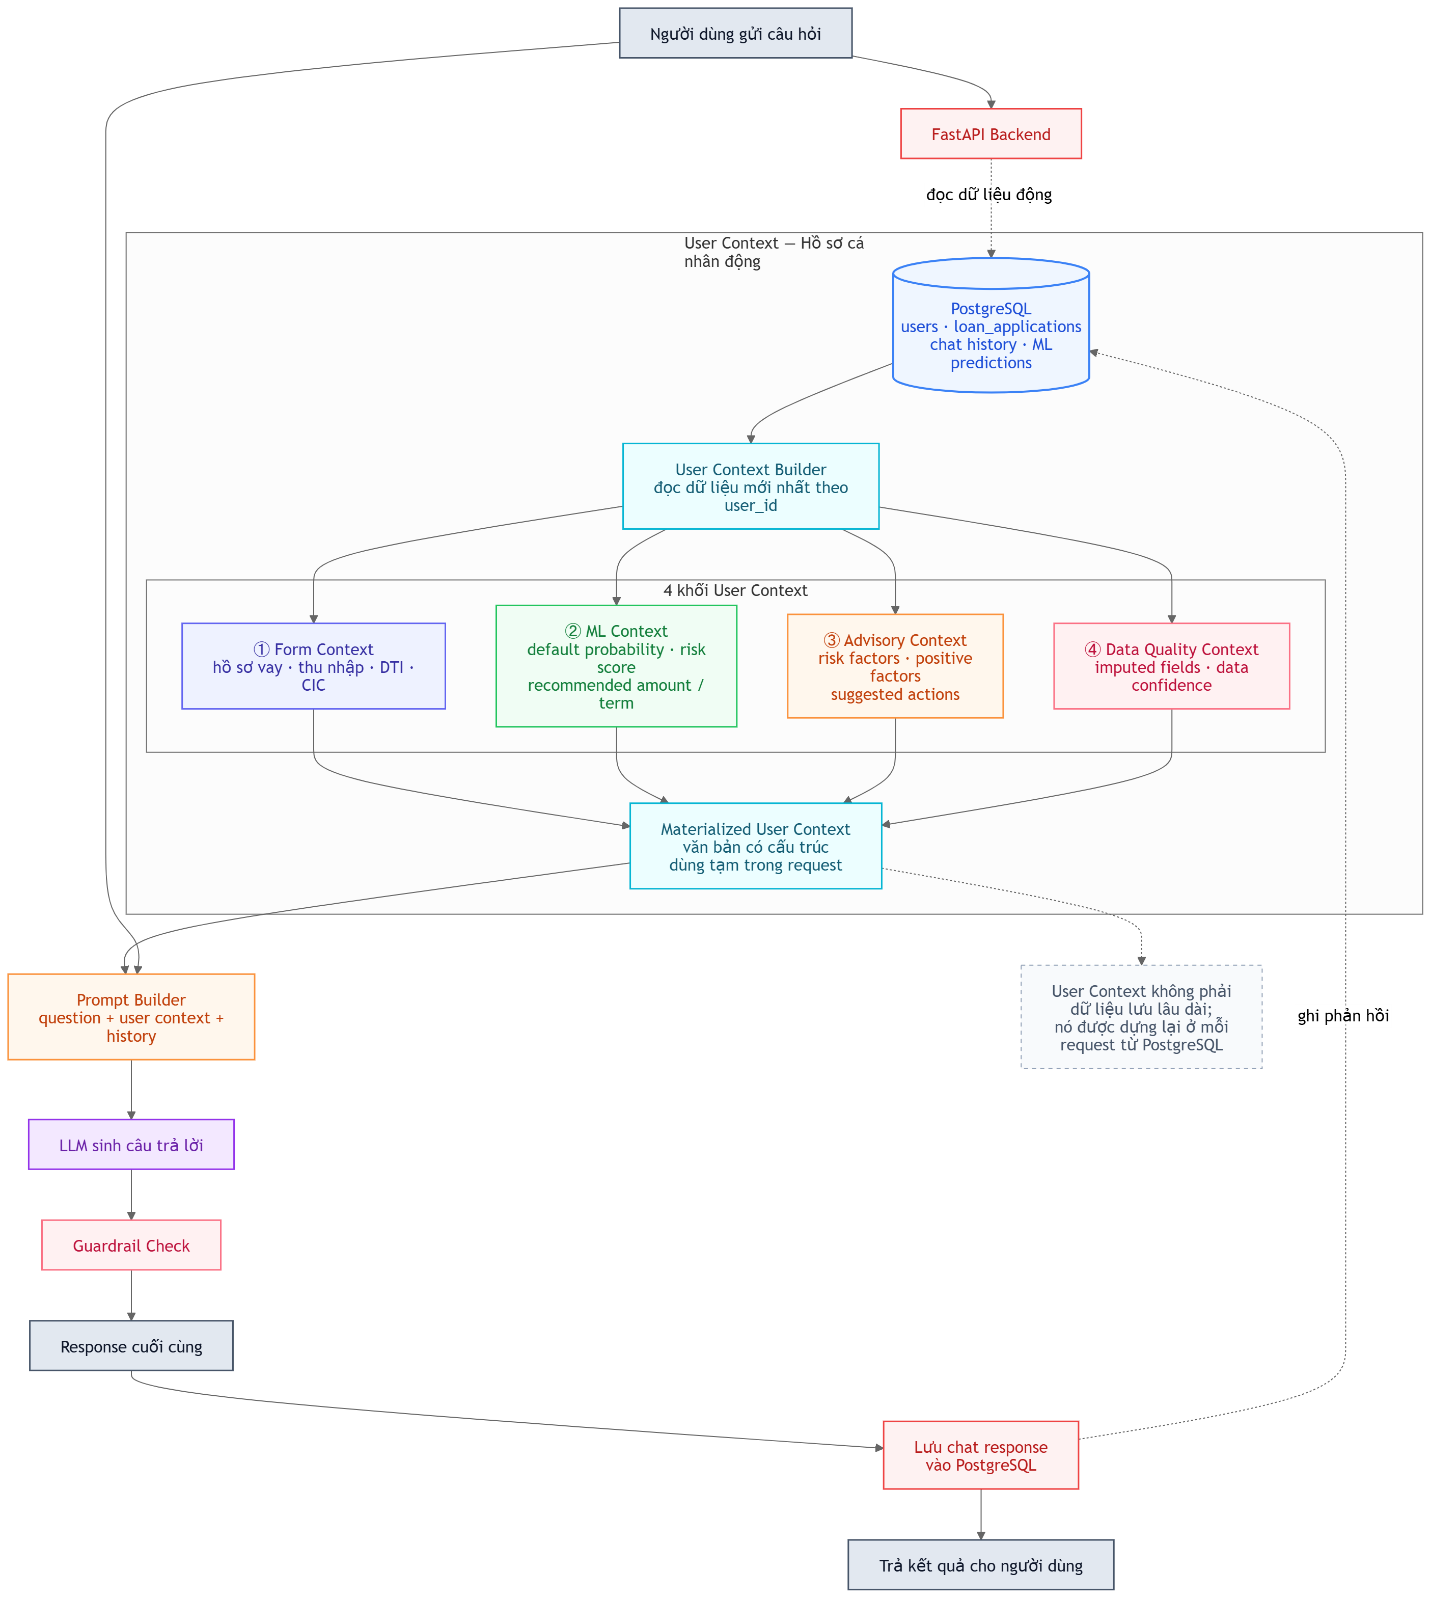 Người dùng gửi câu hỏi
FastAPI Backend
đọc dữ liệu động
User Context — Hồ sơ cá
nhân động
PostgreSQL
users · loan_applications
chat history · ML
predictions
User Context Builder
đọc dữ liệu mới nhất theo
user_id
4 khối User Context
① Form Context
hồ sơ vay · thu nhập · DTI ·
CIC
② ML Context
default probability · risk
score
recommended amount /
term
③ Advisory Context
risk factors · positive
factors
suggested actions
④ Data Quality Context
imputed fields · data
confidence
Materialized User Context
văn bản có cấu trúc
dùng tạm trong request
Prompt Builder
question + user context +
history
User Context không phải
dữ liệu lưu lâu dài;
nó được dựng lại ở mỗi
request từ PostgreSQL
ghi phản hồi
LLM sinh câu trả lời
Guardrail Check
Response cuối cùng
Lưu chat response
vào PostgreSQL
Trả kết quả cho người dùng